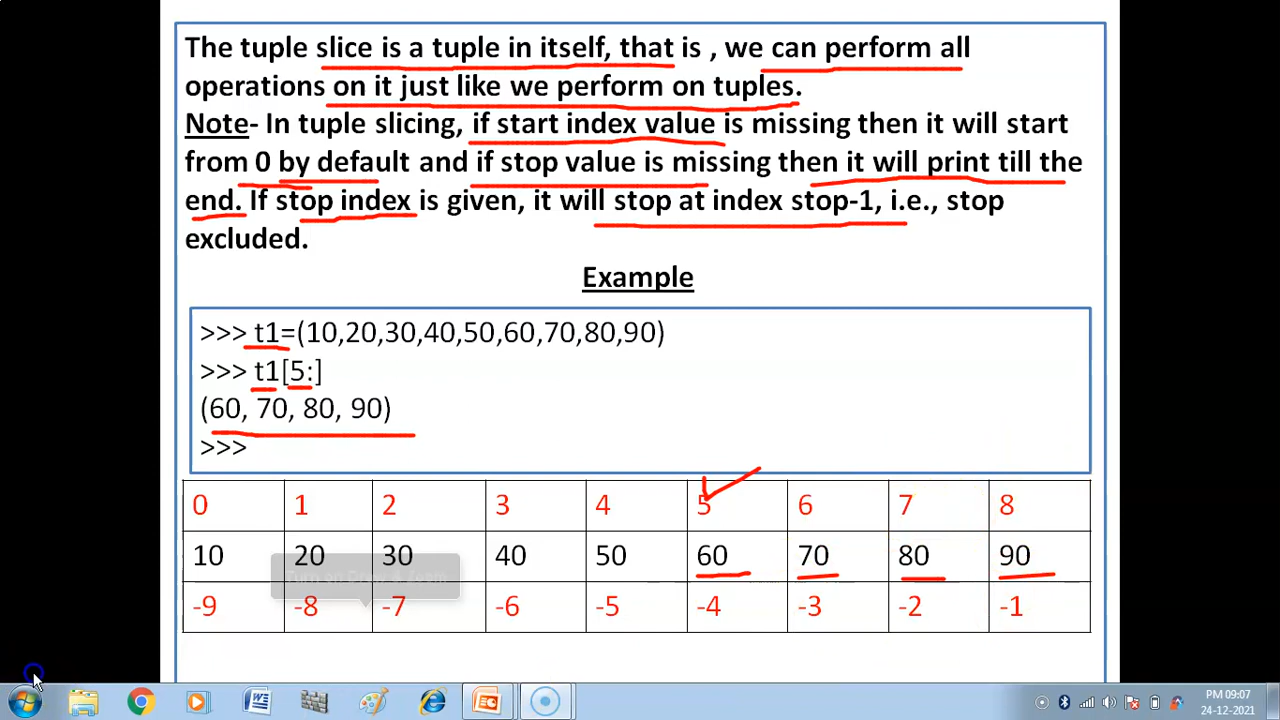 The tuple slice is a tuple in itself, that is , we can perform all
operations on it just like we perform on tuples.
Note- In tuple slicing, if start index value is missing then it will start
from 0 by default and if stop value is missing then it will print till the
end. If stop index is given, it will stop at index stop-1, i.e., stop
excluded.
Example
>>> t1=(10,20,30,40,50,60,70,80,90)
>>> t1[5:]
(60, 70, 80, 90)
>>>
0 1 2 3 4 5 6 7 8
10 20 30 40 50 60 70 80 90
-9 -8 -7 -6 -5 -4 -3 -2 -1
PM 09:07
24-12-2021